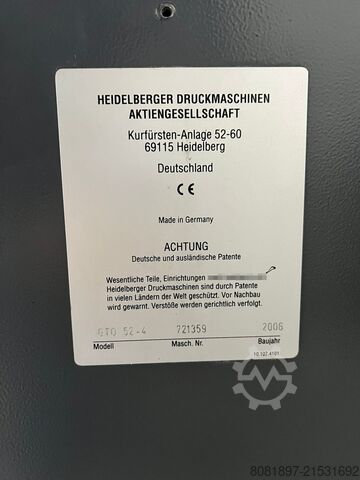 HEIDELBERGER DRUCKMASCHINEN
AKTIENGESELLSCHAFT
Kurfürsten-Anlage 52-60
69115 Heidelberg
Deutschland
CE
Made in Germany
ACHTUNG
Deutsche und ausländische Patente
Wesentliche Teile, Einrichtungen
Heidelberger Druckmaschinen sind durch Patente
in vielen Ländern der Welt geschützt. Vor Nachbau
wird gewarnt. Verstöße werden gerichtlich verfolgt.
GTO 52-4 721359 2006
Modell Masch. Nr. Baujahr
8081897-21531692